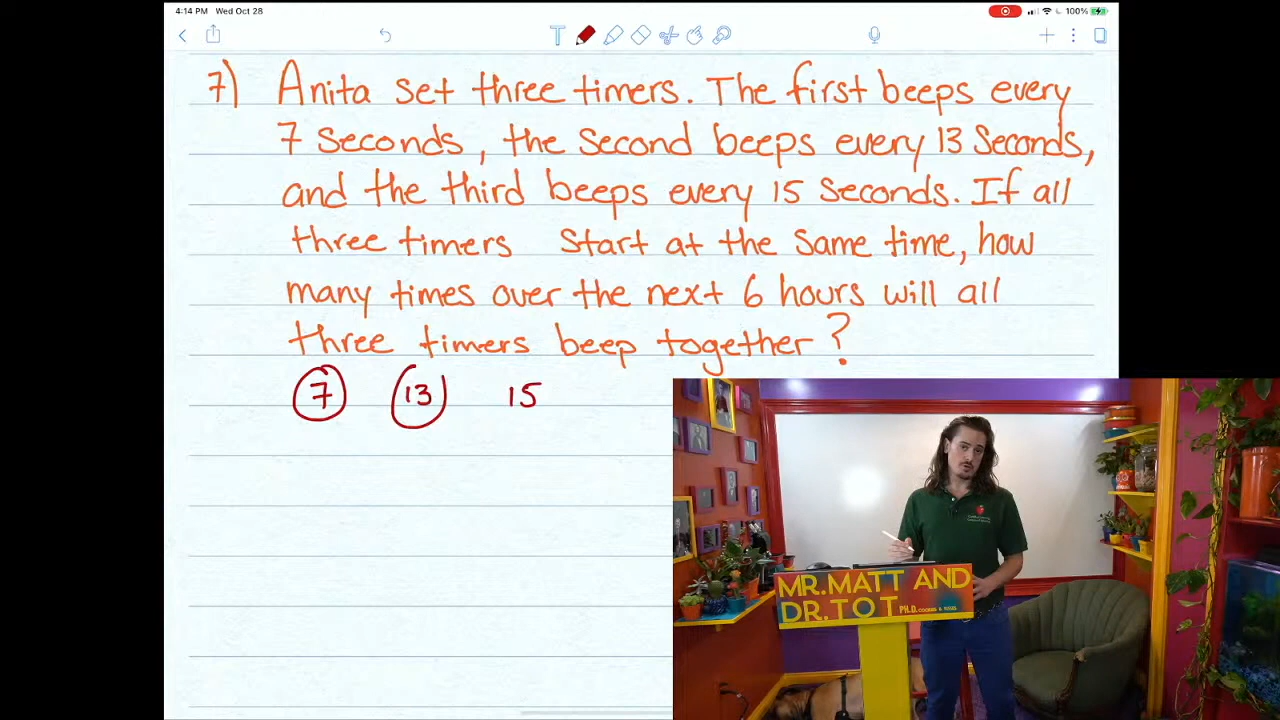 4:14 PM Wed Oct 28
100%
7) Anita set three timers. The first beeps every
7 seconds, the second beeps every 13 seconds,
and the third beeps every 15 seconds. If all
three timers start at the same time, how
many times over the next 6 hours will all
three timers beep together?
7 13 15
MR. MATT AND
DR. TOT PH.D.